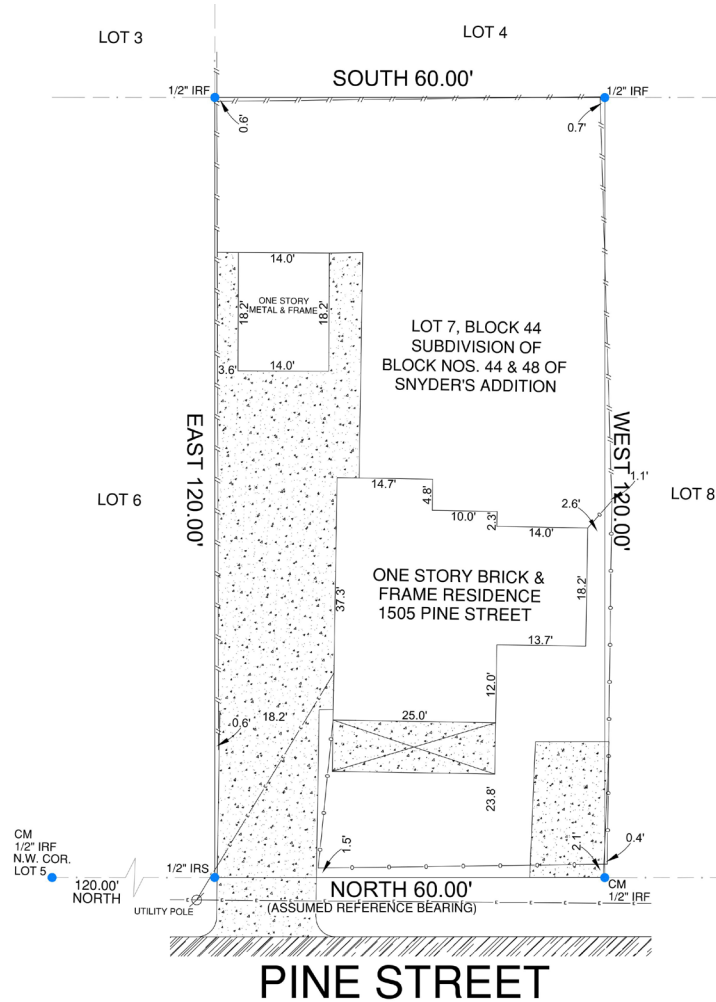 LOT 3
LOT 4
SOUTH 60.00'
1/2" IRF
1/2" IRF
0.6'
0.7'
14.0'
18.2'
ONE STORY
METAL & FRAME
18.2'
3.6'
14.0'
LOT 7, BLOCK 44
SUBDIVISION OF
BLOCK NOS. 44 & 48 OF
SNYDER'S ADDITION
EAST 120.00'
WEST 120.00'
LOT 6
LOT 8
14.7'
4.8'
10.0'
2.3'
14.0'
2.6'
1.1'
37.3'
ONE STORY BRICK &
FRAME RESIDENCE
1505 PINE STREET
18.2'
13.7'
12.0'
0.6'
18.2'
25.0'
23.8'
1.5'
2.1'
0.4'
CM
1/2" IRF
N.W. COR.
LOT 5
120.00'
NORTH
1/2" IRS
UTILITY POLE
E
NORTH 60.00'
(ASSUMED REFERENCE BEARING)
CM
1/2" IRF
PINE STREET